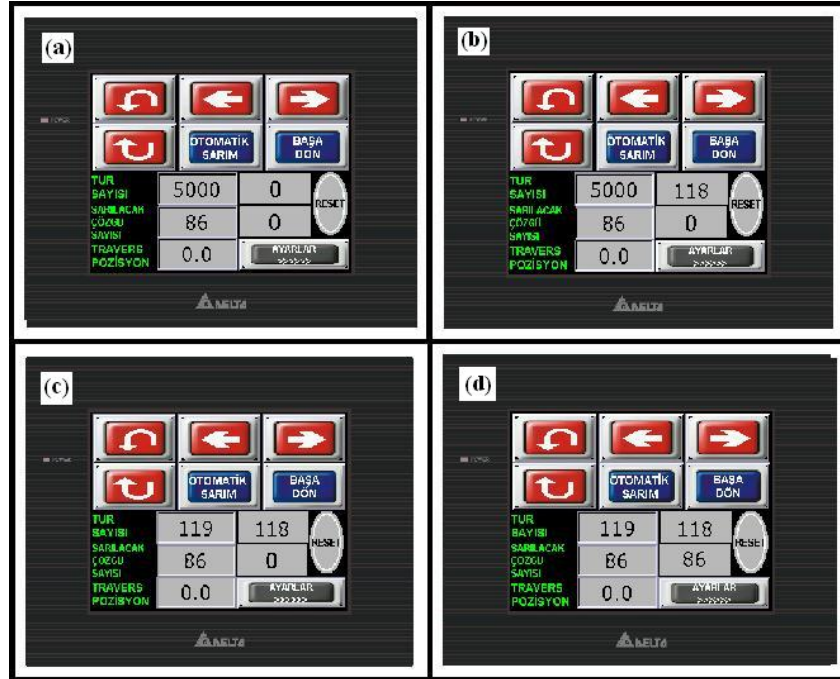 (a)
OTOMATİK
SARIM
BAŞA
DÖN
TUR
SAYISI
5000
0
RESET
SARILACAK
ÇÖZGÜ
SAYISI
86
0
TRAVERS
POZİSYON
0.0
AYARLAR
>>>>>>
DELTA
(b)
OTOMATİK
SARIM
BAŞA
DÖN
TUR
SAYISI
5000
118
RESET
SARILACAK
ÇÖZGÜ
SAYISI
86
0
TRAVERS
POZİSYON
0.0
AYARLAR
>>>>>>
DELTA
(c)
OTOMATİK
SARIM
BAŞA
DÖN
TUR
SAYISI
119
118
RESET
SARILACAK
ÇÖZGÜ
SAYISI
86
0
TRAVERS
POZİSYON
0.0
AYARLAR
>>>>>>
DELTA
(d)
OTOMATİK
SARIM
BAŞA
DÖN
TUR
SAYISI
119
118
RESET
SARILACAK
ÇÖZGÜ
SAYISI
86
86
TRAVERS
POZİSYON
0.0
AYARLAR
>>>>>>
DELTA